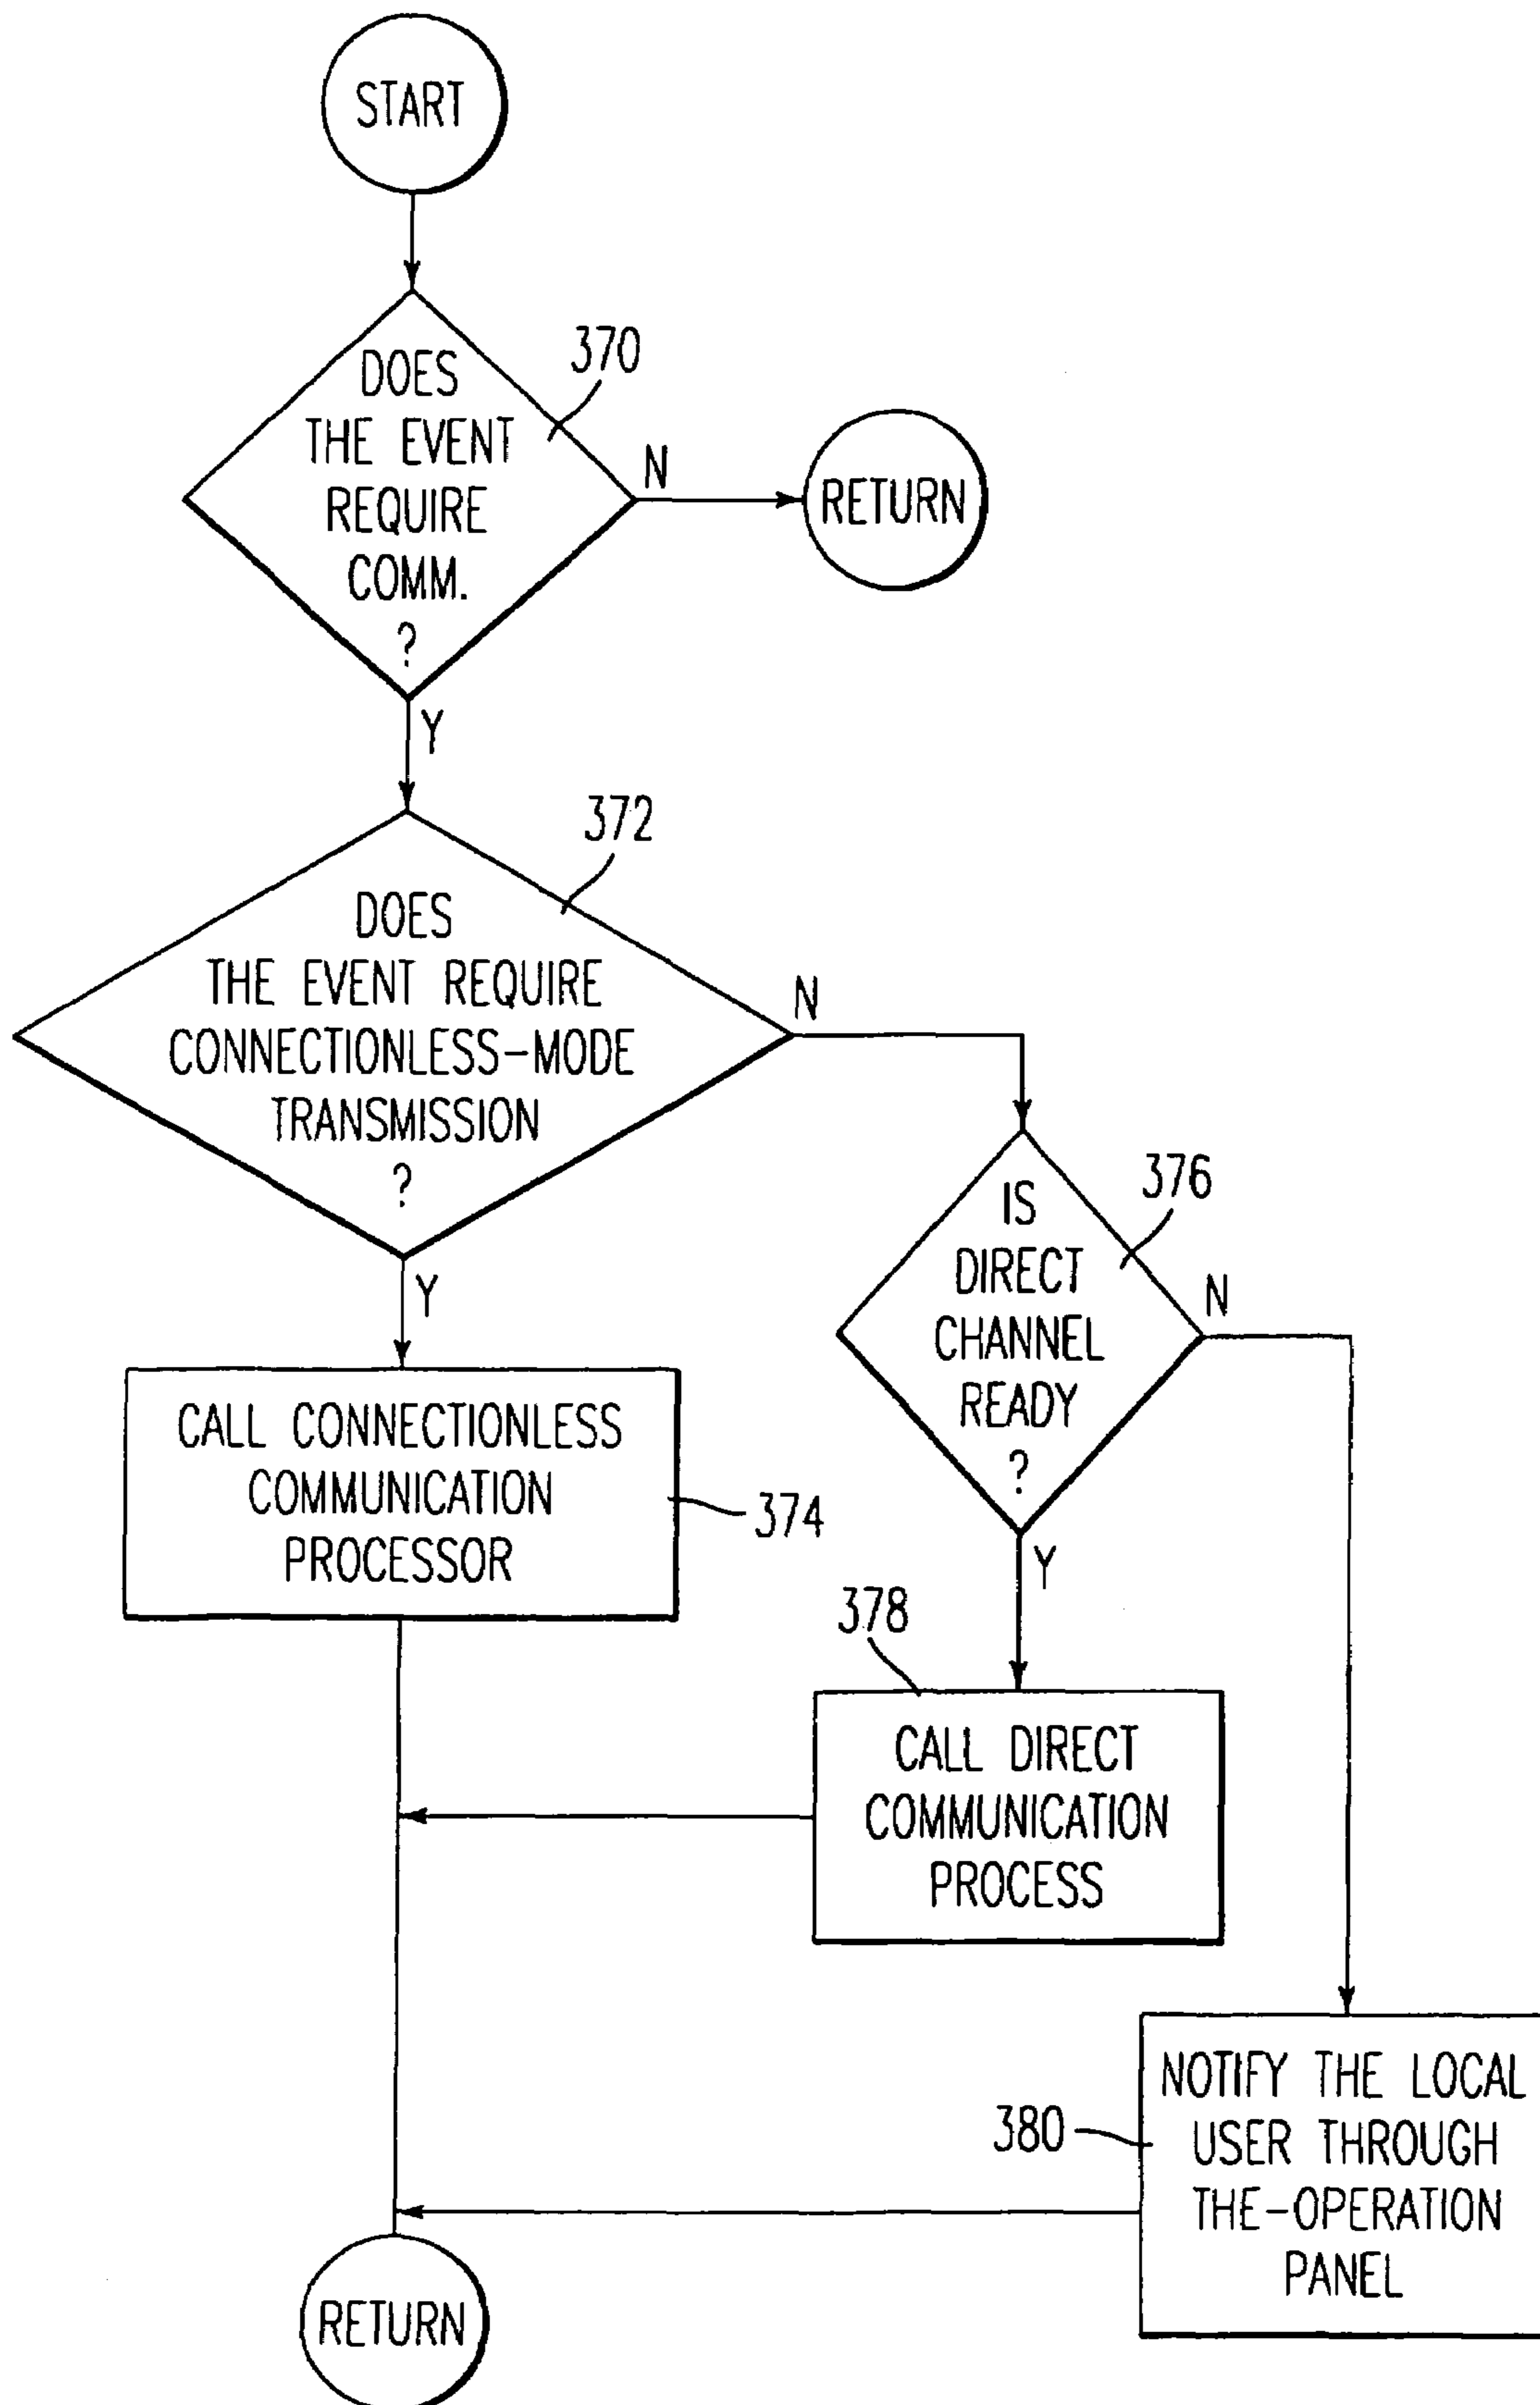 START
370
DOES
THE EVENT
REQUIRE
COMM.
?
N
RETURN
Y
372
DOES
THE EVENT REQUIRE
CONNECTIONLESS-MODE
TRANSMISSION
?
N
Y
376
IS
DIRECT
CHANNEL
READY
?
N
Y
CALL CONNECTIONLESS
COMMUNICATION
PROCESSOR
374
378
CALL DIRECT
COMMUNICATION
PROCESS
380
NOTIFY THE LOCAL
USER THROUGH
THE-OPERATION
PANEL
RETURN